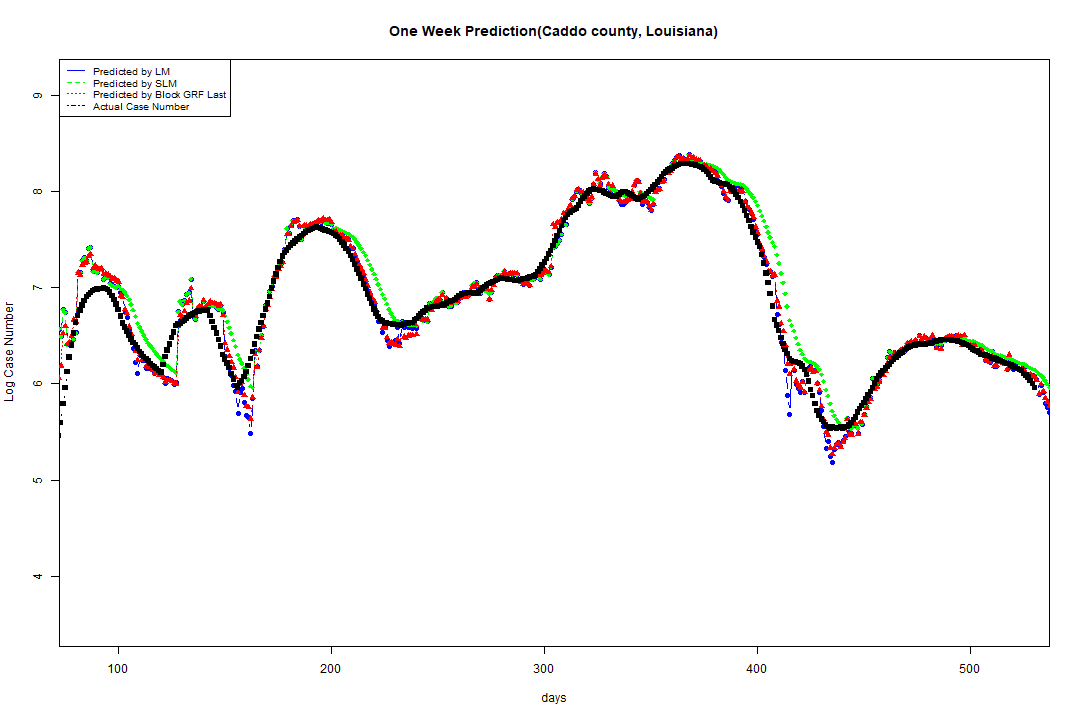 One Week Prediction(Caddo county, Louisiana)
Predicted by LM
Predicted by SLM
Predicted by Block GRF Last
Actual Case Number
Log Case Number
9
8
7
6
5
4
100 200 300 400 500
days